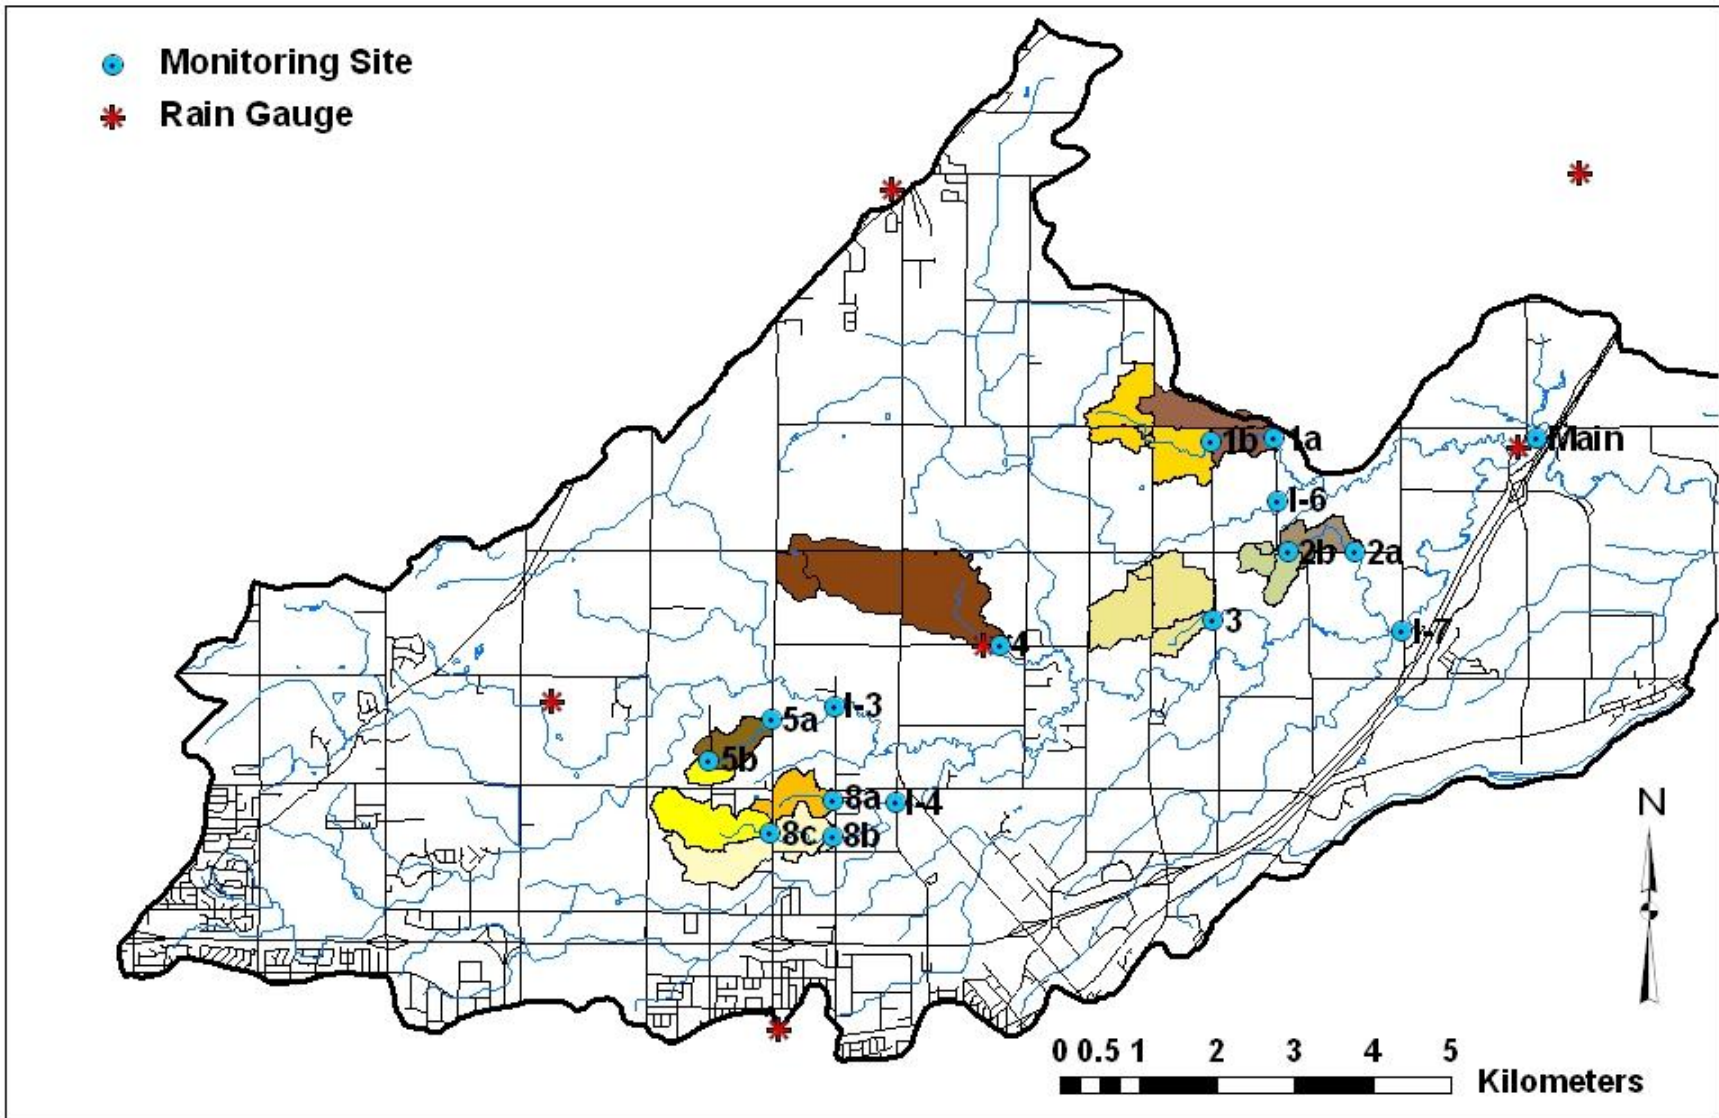 Monitoring Site
Rain Gauge
1b
1a
Main
I-6
2b
2a
3
I-7
4
I-3
5a
5b
8a
I-4
8c
8b
N
0 0.5 1 2 3 4 5
Kilometers